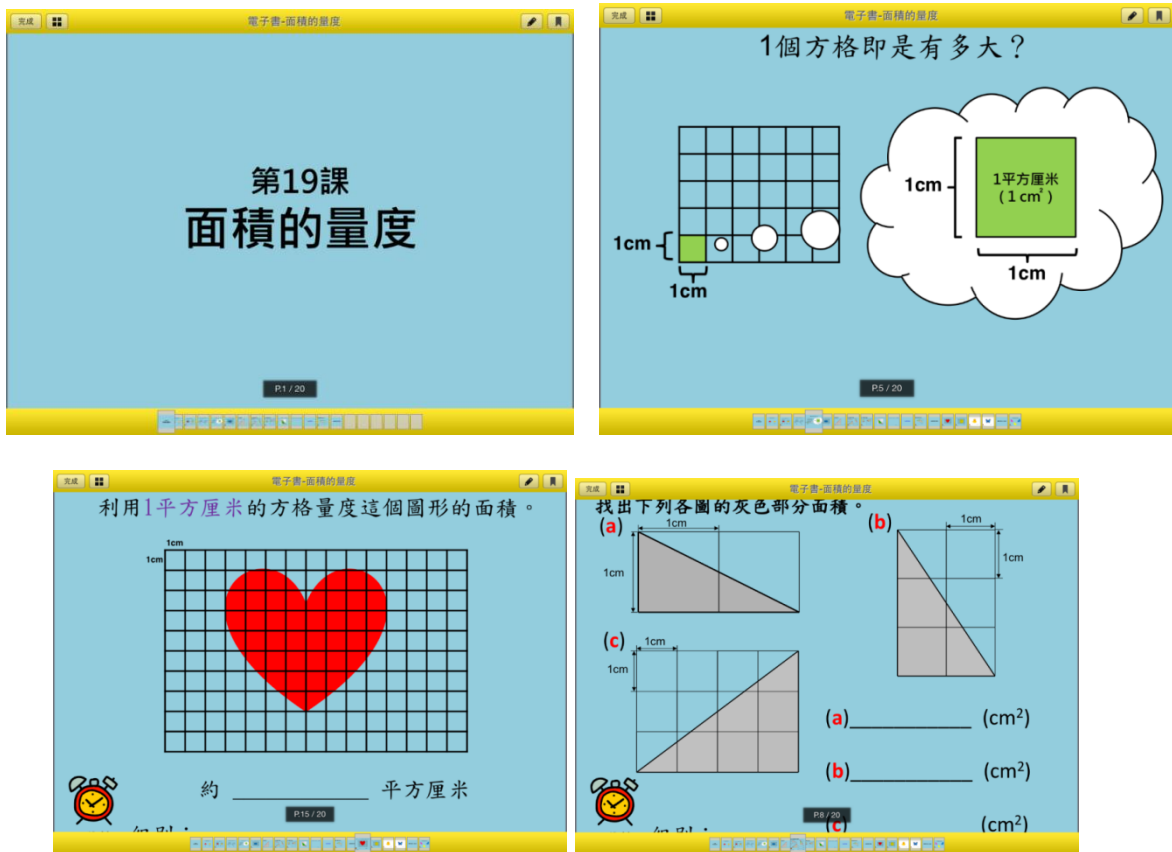 完成
電子書-面積的量度
第19課
面積的量度
P.1 / 20
完成
電子書-面積的量度
1個方格即是有多大？
1cm
1cm
1cm
1平方厘米
(1 cm²)
1cm
P.5 / 20
完成
電子書-面積的量度
利用1平方厘米的方格量度這個圖形的面積。
1cm
1cm
約 ____________ 平方厘米
P.15 / 20
完成
電子書-面積的量度
找出下列各圖的灰色部分面積。
(a)
1cm
1cm
(b)
1cm
1cm
(c)
1cm
1cm
(a)____________ (cm²)
(b)____________ (cm²)
P.8 / 20
(c) (cm²)